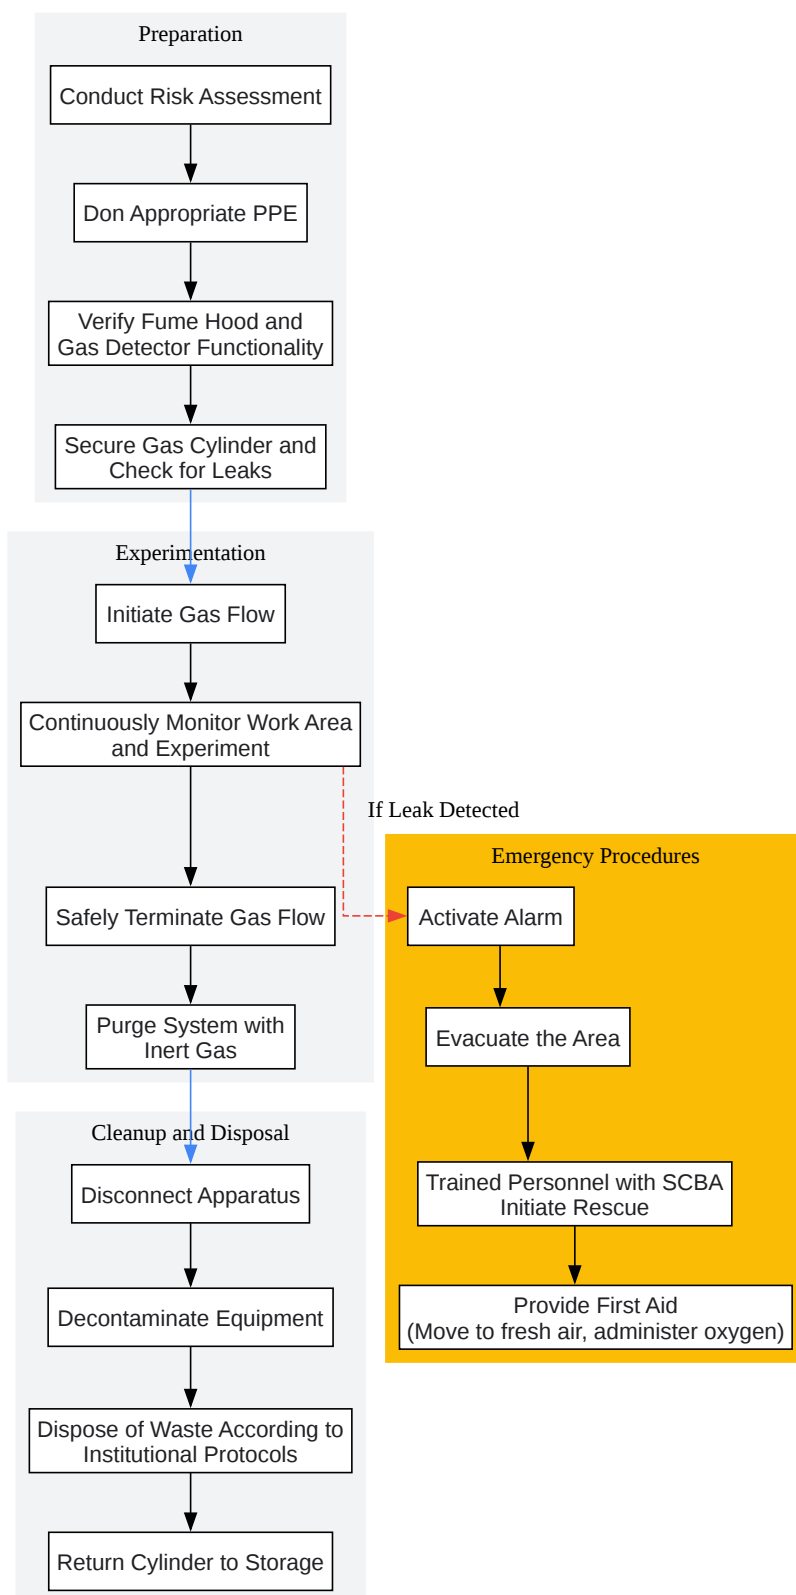 Preparation
Conduct Risk Assessment
Don Appropriate PPE
Verify Fume Hood and
Gas Detector Functionality
Secure Gas Cylinder and
Check for Leaks
Experimentation
Initiate Gas Flow
Continuously Monitor Work Area
and Experiment
If Leak Detected
Safely Terminate Gas Flow
Purge System with
Inert Gas
Emergency Procedures
Activate Alarm
Evacuate the Area
Trained Personnel with SCBA
Initiate Rescue
Provide First Aid
(Move to fresh air, administer oxygen)
Cleanup and Disposal
Disconnect Apparatus
Decontaminate Equipment
Dispose of Waste According to
Institutional Protocols
Return Cylinder to Storage